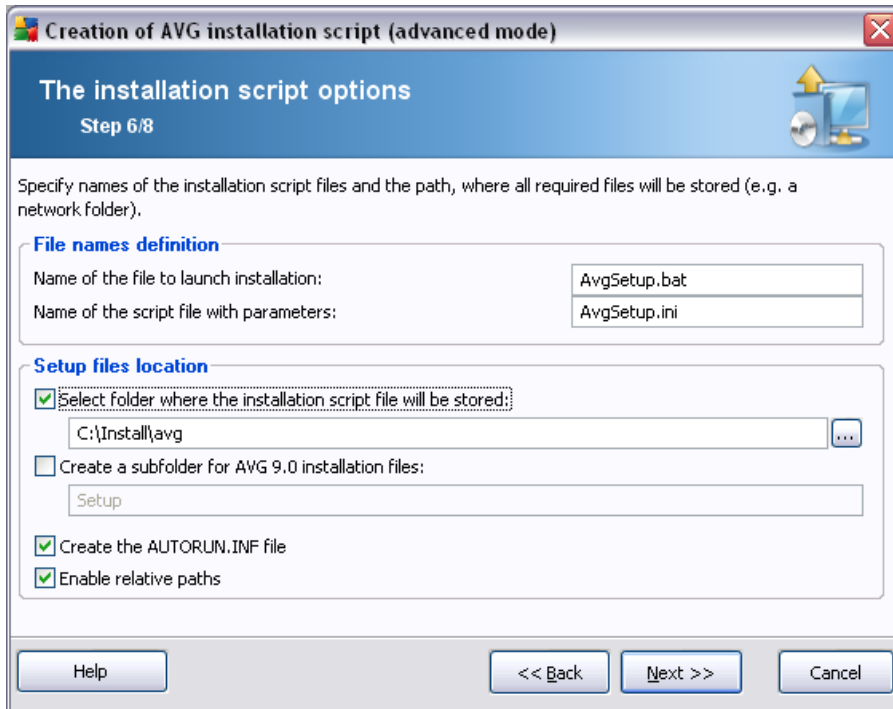 Creation of AVG installation script (advanced mode)
The installation script options
Step 6/8
Specify names of the installation script files and the path, where all required files will be stored (e.g. a
network folder).
File names definition
Name of the file to launch installation:
AvgSetup.bat
Name of the script file with parameters:
AvgSetup.ini
Setup files location
Select folder where the installation script file will be stored:
C:\Install\avg
...
Create a subfolder for AVG 9.0 installation files:
Setup
Create the AUTORUN.INF file
Enable relative paths
Help
<< Back
Next >>
Cancel